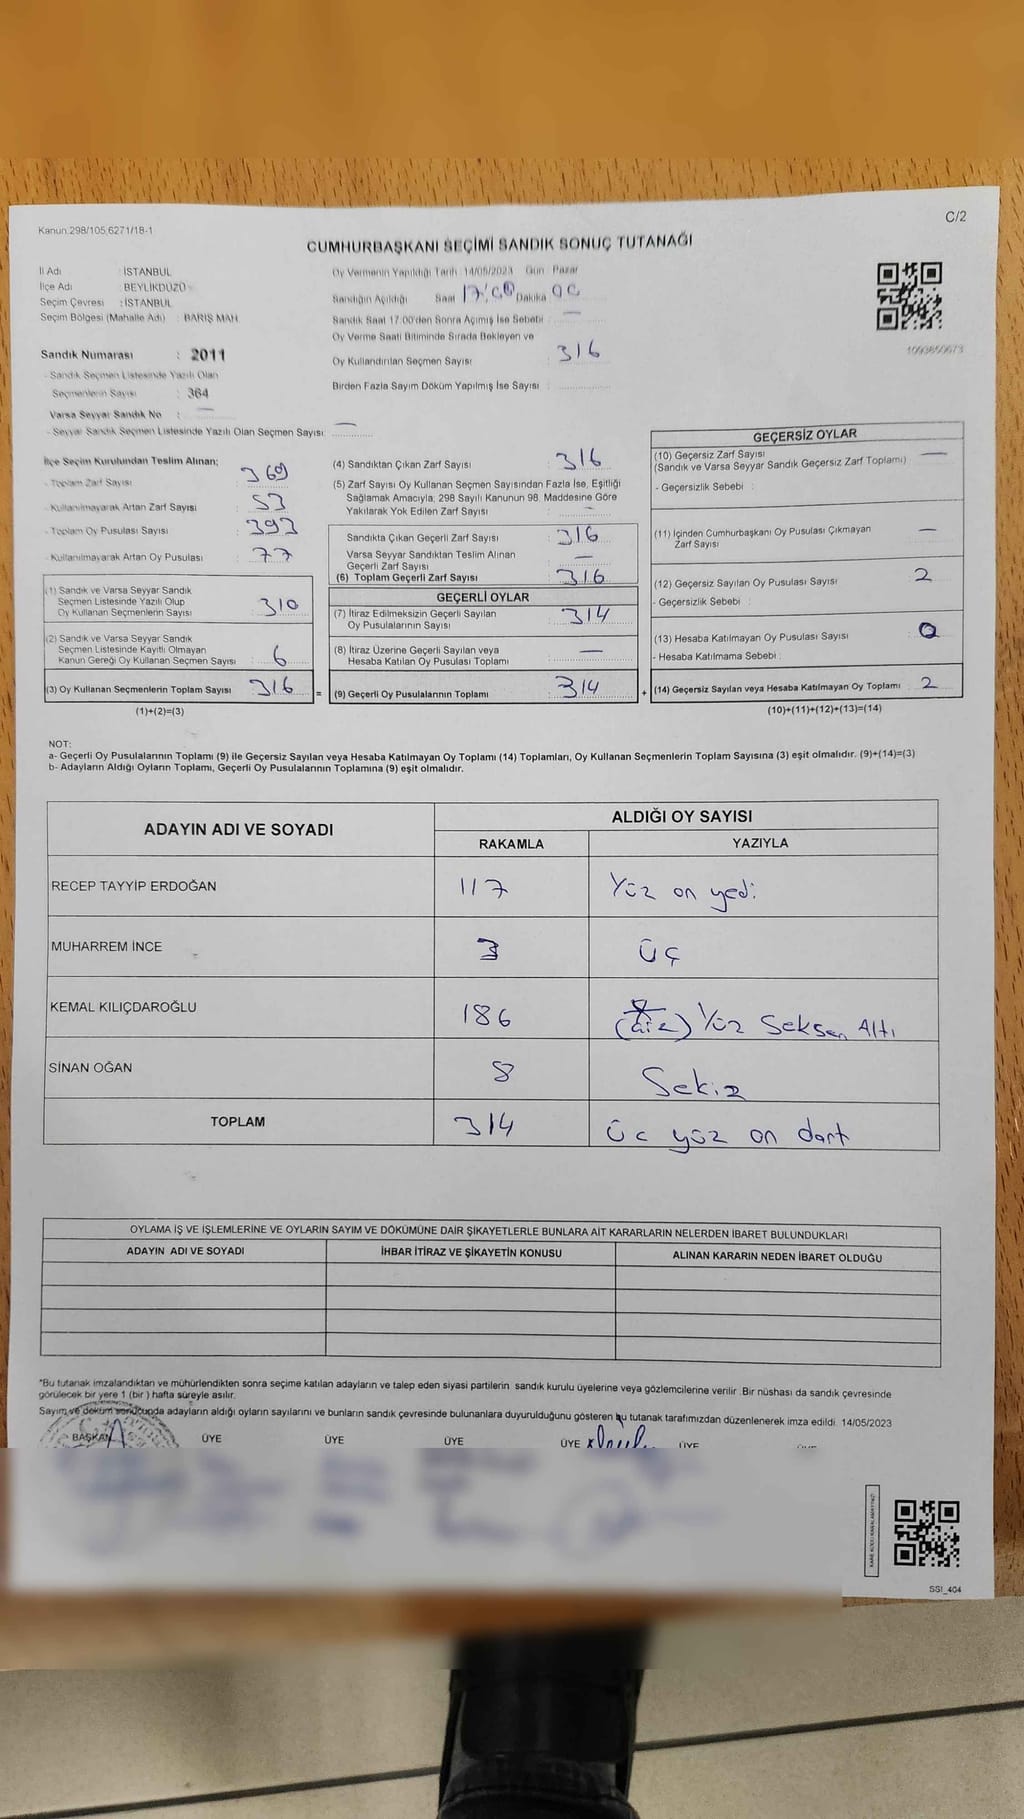 C/2
Kanun.298/105,6271/18-1
CUMHURBAŞKANI SEÇİMİ SANDIK SONUÇ TUTANAĞI
İl Adı : İSTANBUL
İlçe Adı : BEYLİKDÜZÜ
Seçim Çevresi : İSTANBUL
Seçim Bölgesi (Mahalle Adı) : BARIŞ MAH.
Sandık Numarası : 2011
- Sandık Seçmen Listesinde Yazılı Olan
Seçmenlerin Sayısı : 364
Varsa Seyyar Sandık No : —
- Seyyar Sandık Seçmen Listesinde Yazılı Olan Seçmen Sayısı : —
Oy Vermenin Yapıldığı Tarih : 14/05/2023 Gün : Pazar
Sandığın Açıldığı Saat 17:00 Dakika 00
Sandık Saat 17.00'den Sonra Açımış İse Sebebi : —
Oy Verme Saati Bitiminde Sırada Bekleyen ve
Oy Kullandırılan Seçmen Sayısı : 316
Birden Fazla Sayım Döküm Yapılmış İse Sayısı :
1093650673
İlçe Seçim Kurulundan Teslim Alınan;
- Toplam Zarf Sayısı : 369
- Kullanılmayarak Artan Zarf Sayısı : 53
- Toplam Oy Pusulası Sayısı : 393
- Kullanılmayarak Artan Oy Pusulası : 77
(1) Sandık ve Varsa Seyyar Sandık
Seçmen Listesinde Yazılı Olup
Oy Kullanan Seçmenlerin Sayısı : 310
(2) Sandık ve Varsa Seyyar Sandık
Seçmen Listesinde Kayıtlı Olmayan
Kanun Gereği Oy Kullanan Seçmen Sayısı : 6
(3) Oy Kullanan Seçmenlerin Toplam Sayısı : 316 =
(1)+(2)=(3)
(4) Sandıktan Çıkan Zarf Sayısı : 316
(5) Zarf Sayısı Oy Kullanan Seçmen Sayısından Fazla İse, Eşitliği
Sağlamak Amacıyla; 298 Sayılı Kanunun 98. Maddesine Göre
Yakılarak Yok Edilen Zarf Sayısı : —
Sandıkta Çıkan Geçerli Zarf Sayısı : 316
Varsa Seyyar Sandıktan Teslim Alınan
Geçerli Zarf Sayısı : —
(6) Toplam Geçerli Zarf Sayısı : 316
GEÇERLİ OYLAR
(7) İtiraz Edilmeksizin Geçerli Sayılan
Oy Pusulalarının Sayısı : 314
(8) İtiraz Üzerine Geçerli Sayılan veya
Hesaba Katılan Oy Pusulası Toplamı : —
(9) Geçerli Oy Pusulalarının Toplamı : 314 +
GEÇERSİZ OYLAR
(10) Geçersiz Zarf Sayısı : —
(Sandık ve Varsa Seyyar Sandık Geçersiz Zarf Toplamı)
- Geçersizlik Sebebi :
(11) İçinden Cumhurbaşkanı Oy Pusulası Çıkmayan
Zarf Sayısı : —
(12) Geçersiz Sayılan Oy Pusulası Sayısı : 2
- Geçersizlik Sebebi :
(13) Hesaba Katılmayan Oy Pusulası Sayısı : 0
- Hesaba Katılmama Sebebi :
(14) Geçersiz Sayılan veya Hesaba Katılmayan Oy Toplamı : 2
(10)+(11)+(12)+(13)=(14)
NOT:
a- Geçerli Oy Pusulalarının Toplamı (9) ile Geçersiz Sayılan veya Hesaba Katılmayan Oy Toplamı (14) Toplamları, Oy Kullanan Seçmenlerin Toplam Sayısına (3) eşit olmalıdır. (9)+(14)=(3)
b- Adayların Aldığı Oyların Toplamı, Geçerli Oy Pusulalarının Toplamına (9) eşit olmalıdır.
ADAYIN ADI VE SOYADI ALDIĞI OY SAYISI
RAKAMLA YAZIYLA
RECEP TAYYİP ERDOĞAN 117 Yüz on yedi
MUHARREM İNCE 3 Üç
KEMAL KILIÇDAROĞLU 186 Yüz Seksen Altı
SİNAN OĞAN 8 Sekiz
TOPLAM 314 Üc yüz on dört
OYLAMA İŞ VE İŞLEMLERİNE VE OYLARIN SAYIM VE DÖKÜMÜNE DAİR ŞİKAYETLERLE BUNLARA AİT KARARLARIN NELERDEN İBARET BULUNDUKLARI
ADAYIN ADI VE SOYADI İHBAR İTİRAZ VE ŞİKAYETİN KONUSU ALINAN KARARIN NEDEN İBARET OLDUĞU
*Bu tutanak imzalandıktan ve mühürlendikten sonra seçime katılan adayların ve talep eden siyasi partilerin sandık kurulu üyelerine veya gözlemcilerine verilir. Bir nüshası da sandık çevresinde
görülecek bir yere 1 (bir ) hafta süreyle asılır.
Sayım ve döküm sonucunda adayların aldığı oyların sayılarını ve bunların sandık çevresinde bulunanlara duyurulduğunu gösteren bu tutanak tarafımızdan düzenlenerek imza edildi. 14/05/2023
BAŞKAN ÜYE ÜYE ÜYE ÜYE ÜYE
SSİ_404